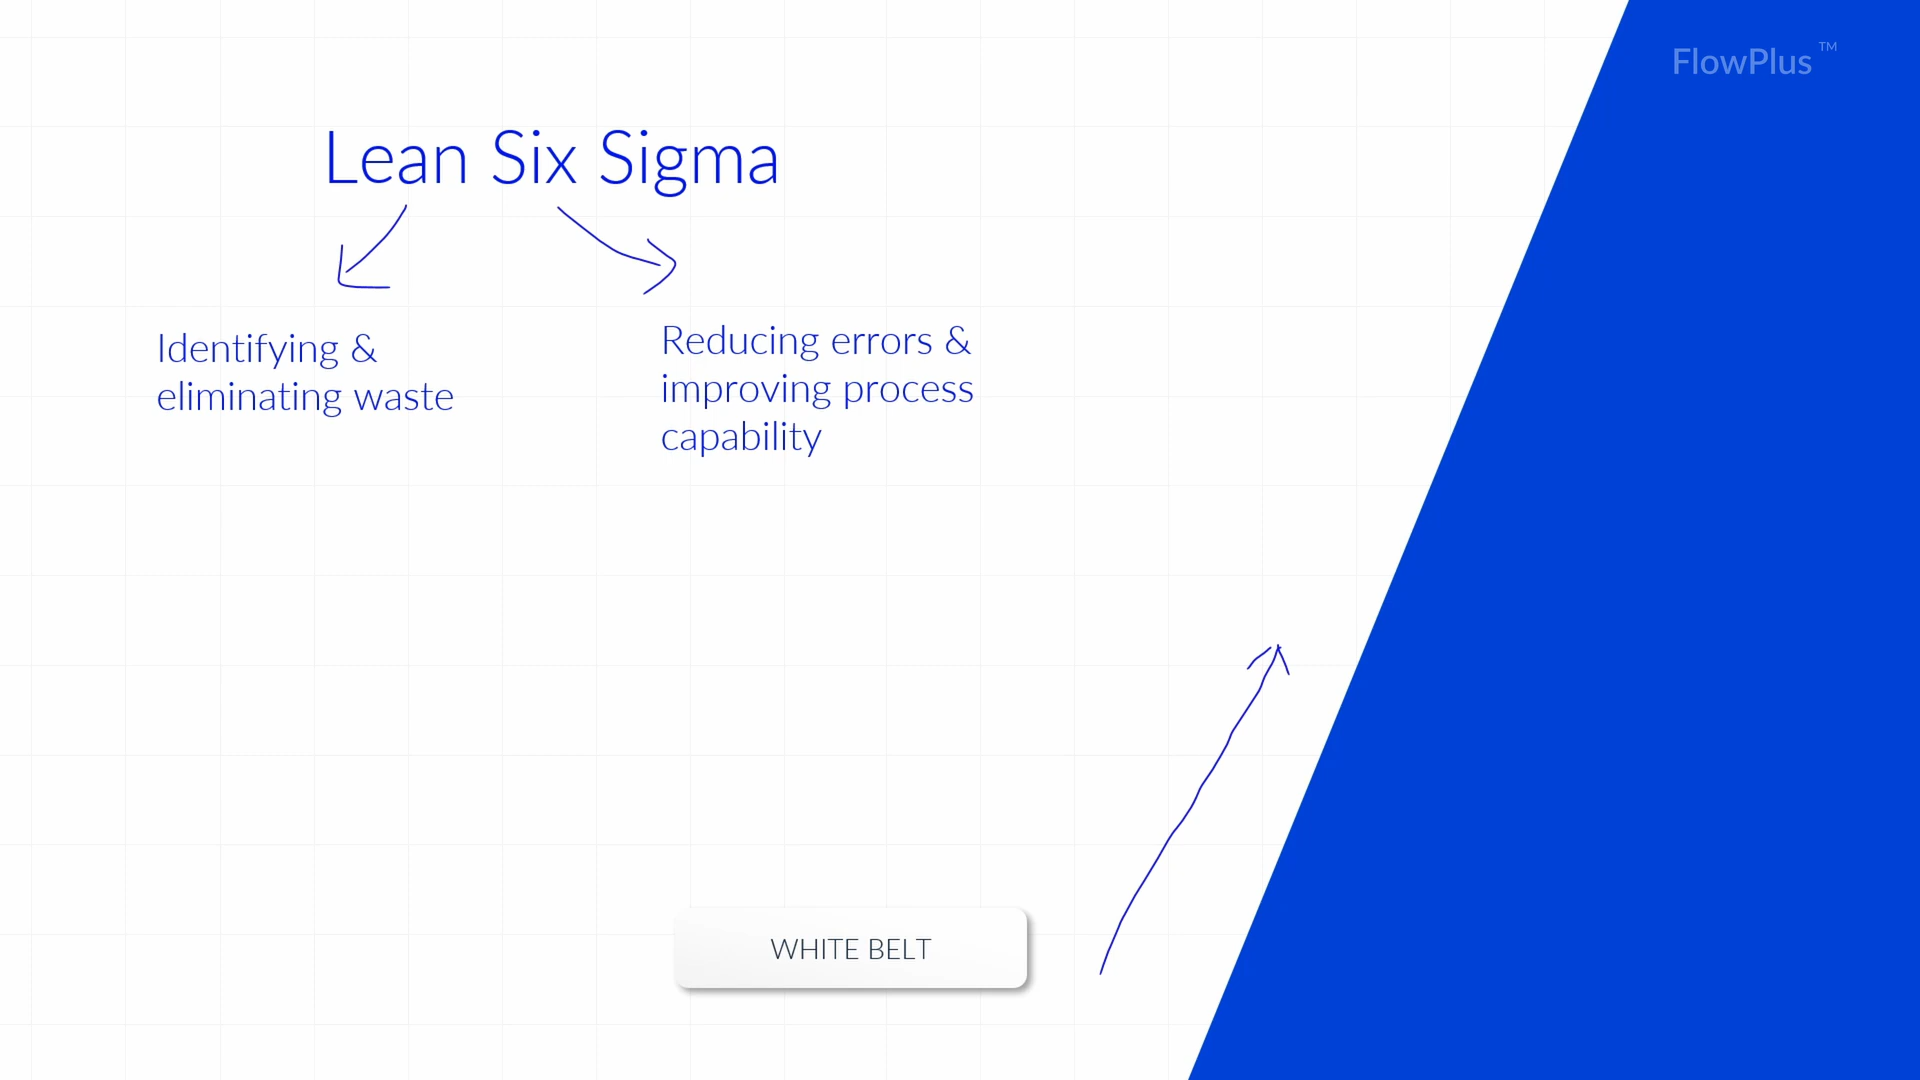 FlowPlus™
Lean Six Sigma
Identifying &
eliminating waste
Reducing errors &
improving process
capability
WHITE BELT